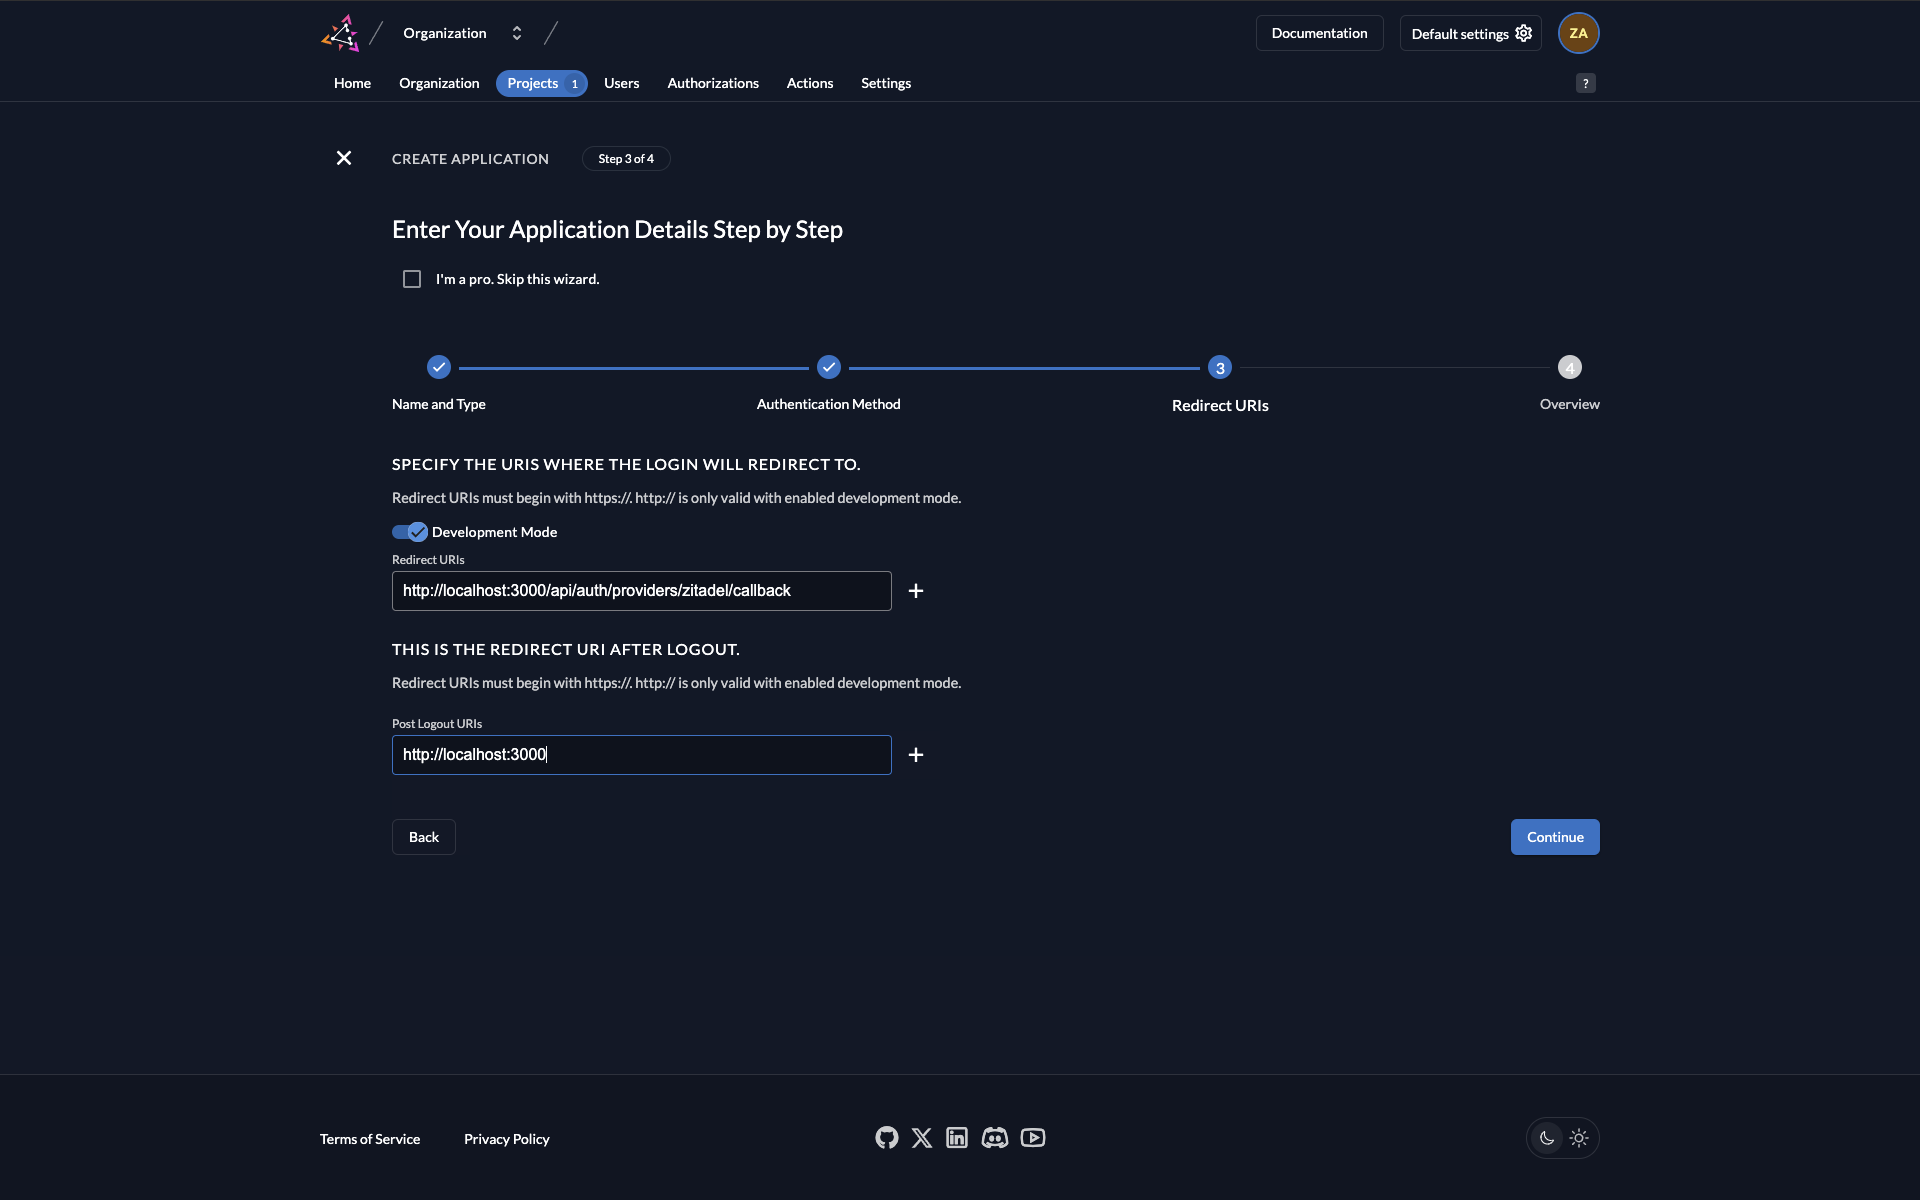 Organization
Documentation
Default settings
ZA
Home
Organization
Projects 1
Users
Authorizations
Actions
Settings
?
CREATE APPLICATION
Step 3 of 4
Enter Your Application Details Step by Step
I'm a pro. Skip this wizard.
3
4
Name and Type
Authentication Method
Redirect URIs
Overview
SPECIFY THE URIS WHERE THE LOGIN WILL REDIRECT TO.
Redirect URIs must begin with https://. http:// is only valid with enabled development mode.
Development Mode
Redirect URIs
http://localhost:3000/api/auth/providers/zitadel/callback
THIS IS THE REDIRECT URI AFTER LOGOUT.
Redirect URIs must begin with https://. http:// is only valid with enabled development mode.
Post Logout URIs
http://localhost:3000
Back
Continue
Terms of Service
Privacy Policy